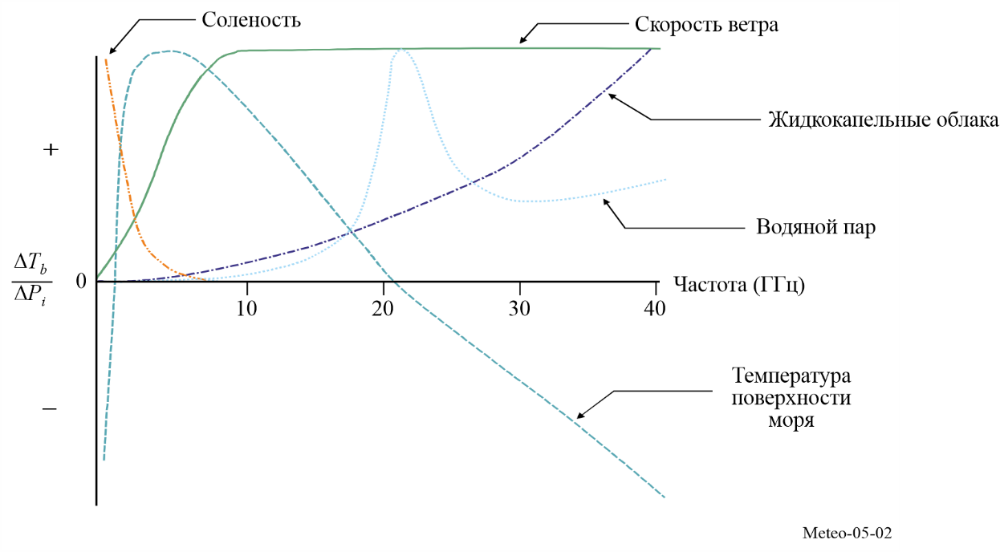 Соленость
Скорость ветра
Жидкокапельные облака
+
Водяной пар
ΔT_b
ΔP_i
0
Частота (ГГц)
10
20
30
40
Температура
поверхности
моря
−
Meteo-05-02